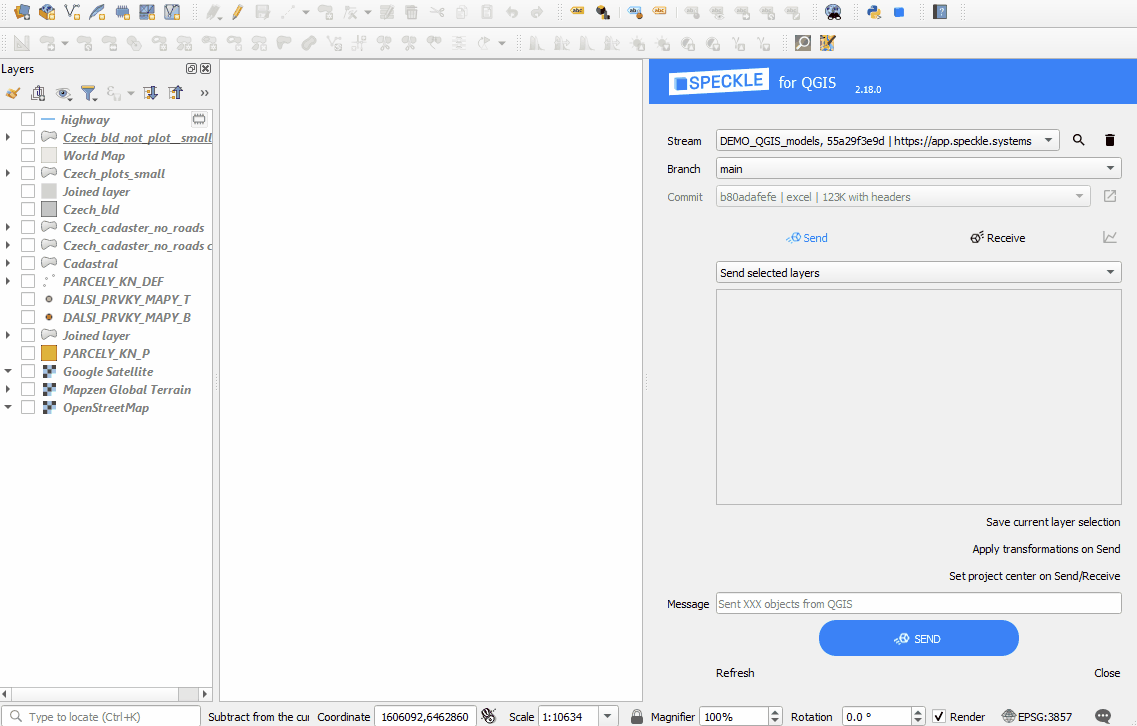 abc
abc
abc
Layers
highway
Czech_bld_not_plot__small
World Map
Czech_plots_small
Joined layer
Czech_bld
Czech_cadaster_no_roads
Czech_cadaster_no_roads c
Cadastral
PARCELY_KN_DEF
DALSI_PRVKY_MAPY_T
DALSI_PRVKY_MAPY_B
Joined layer
PARCELY_KN_P
Google Satellite
Mapzen Global Terrain
OpenStreetMap
SPECKLE for QGIS 2.18.0
Stream DEMO_QGIS_models, 55a29f3e9d | https://app.speckle.systems
Branch main
Commit b80adafefe | excel | 123K with headers
Send Receive
Send selected layers
Save current layer selection
Apply transformations on Send
Set project center on Send/Receive
Message Sent XXX objects from QGIS
SEND
Refresh Close
Type to locate (Ctrl+K) Subtract from the cur Coordinate 1606092,6462860 Scale 1:10634 Magnifier 100% Rotation 0.0 ° Render EPSG:3857